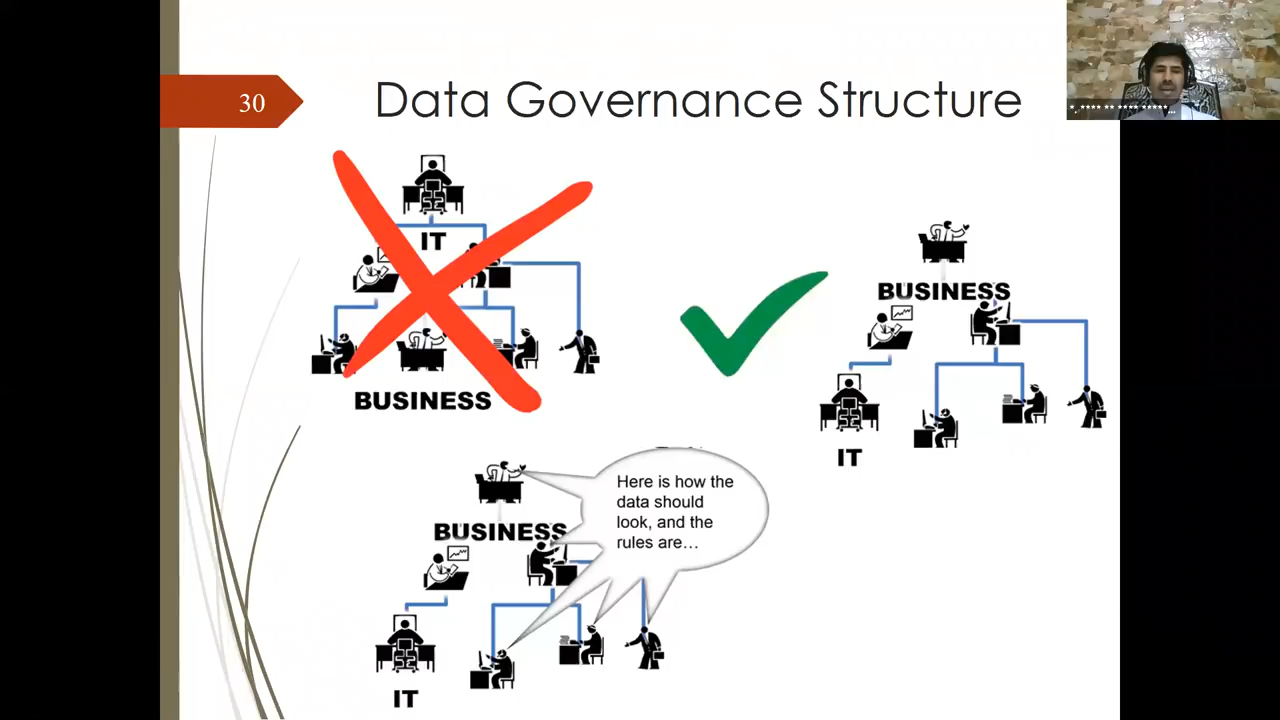 30
Data Governance Structure
IT
BUSINESS
BUSINESS
IT
Here is how the
data should
look, and the
rules are...
BUSINESS
IT